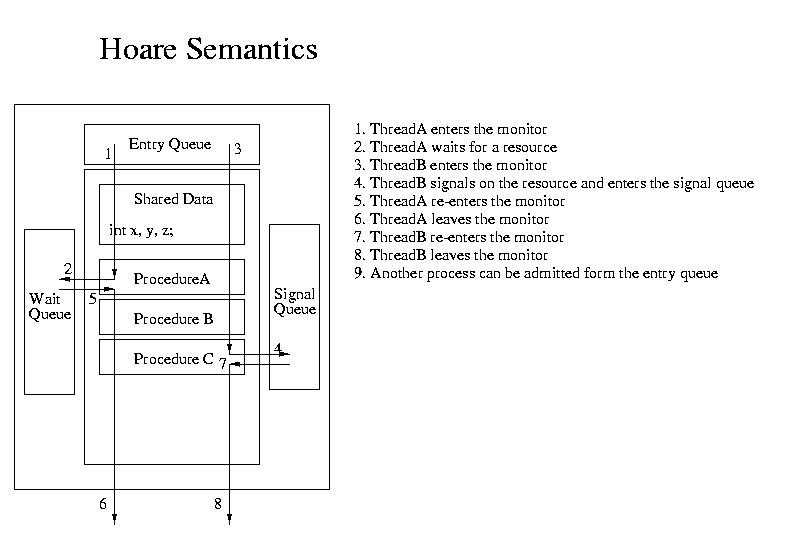 Hoare Semantics
Entry Queue
1
3
Shared Data
int x, y, z;
2
ProcedureA
Wait
Queue
5
Procedure B
Signal
Queue
4
Procedure C
7
6
8
1. ThreadA enters the monitor
2. ThreadA waits for a resource
3. ThreadB enters the monitor
4. ThreadB signals on the resource and enters the signal queue
5. ThreadA re-enters the monitor
6. ThreadA leaves the monitor
7. ThreadB re-enters the monitor
8. ThreadB leaves the monitor
9. Another process can be admitted form the entry queue